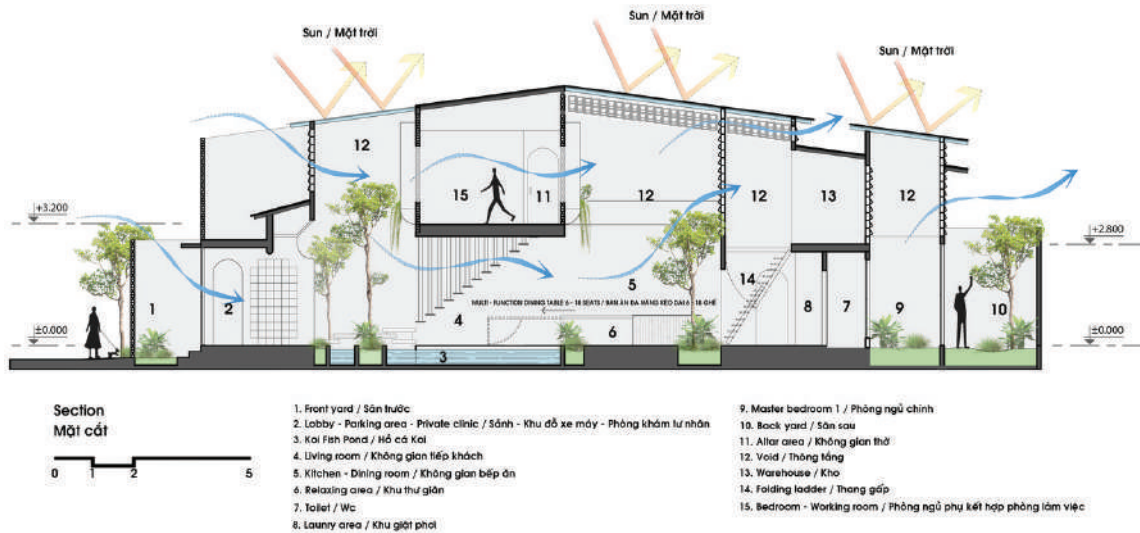 Sun / Mặt trời
Sun / Mặt trời
Sun / Mặt trời
12
15
11
12
12
13
12
+3.200
+2.800
1
2
5
14
MULTI - FUNCTION DINING TABLE 6 - 18 SEATS / BÀN ĂN ĐA NĂNG KÉO DÀI 6 - 18 GHẾ
4
6
8
7
9
10
±0.000
±0.000
3
Section
Mặt cắt
0 1 2 5
1. Front yard / Sân trước
2. Lobby - Parking area - Private clinic / Sảnh - Khu đỗ xe máy - Phòng khám tư nhân
3. Koi Fish Pond / Hồ cá Koi
4. Living room / Không gian tiếp khách
5. Kitchen - Dining room / Không gian bếp ăn
6. Relaxing area / Khu thư giãn
7. Toilet / Wc
8. Launry area / Khu giặt phơi
9. Master bedroom 1 / Phòng ngủ chính
10. Back yard / Sân sau
11. Altar area / Không gian thờ
12. Void / Thông tầng
13. Warehouse / Kho
14. Folding ladder / Thang gấp
15. Bedroom - Working room / Phòng ngủ phụ kết hợp phòng làm việc